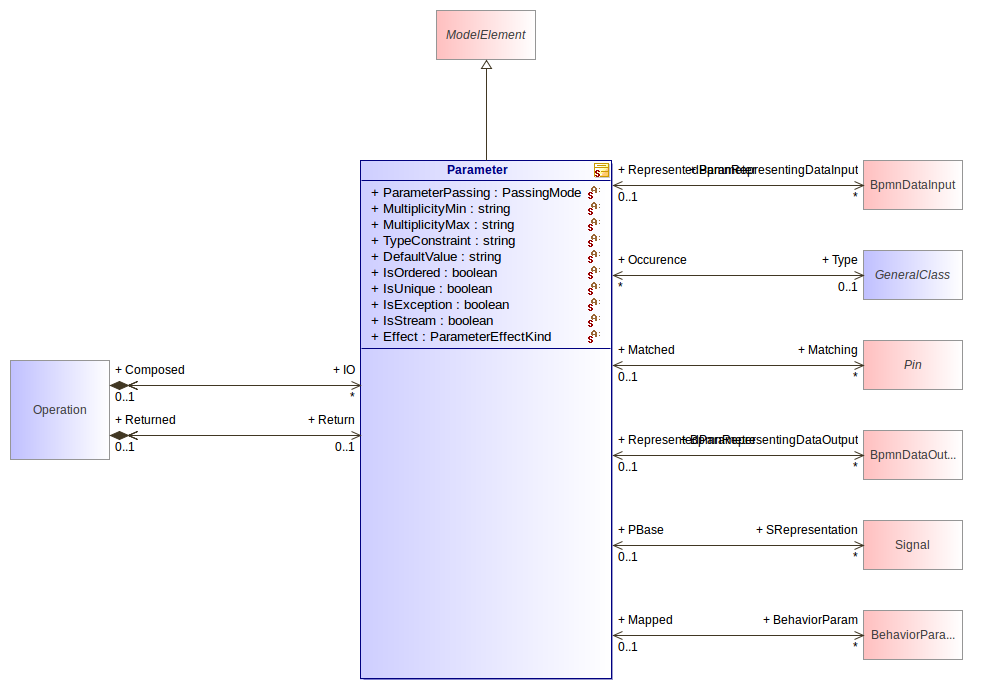 ModelElement
Parameter
+ ParameterPassing : PassingMode
+ MultiplicityMin : string
+ MultiplicityMax : string
+ TypeConstraint : string
+ DefaultValue : string
+ IsOrdered : boolean
+ IsUnique : boolean
+ IsException : boolean
+ IsStream : boolean
+ Effect : ParameterEffectKind
Operation
+ Composed + IO
0..1 *
+ Returned + Return
0..1 0..1
+ RepresentedParameter + BpmnRepresentingDataInput
0..1 *
BpmnDataInput
+ Occurence + Type
* 0..1
GeneralClass
+ Matched + Matching
0..1 *
Pin
+ RepresentedParameter + BpmnRepresentingDataOutput
0..1 *
BpmnDataOut...
+ PBase + SRepresentation
0..1 *
Signal
+ Mapped + BehaviorParam
0..1 *
BehaviorPara...